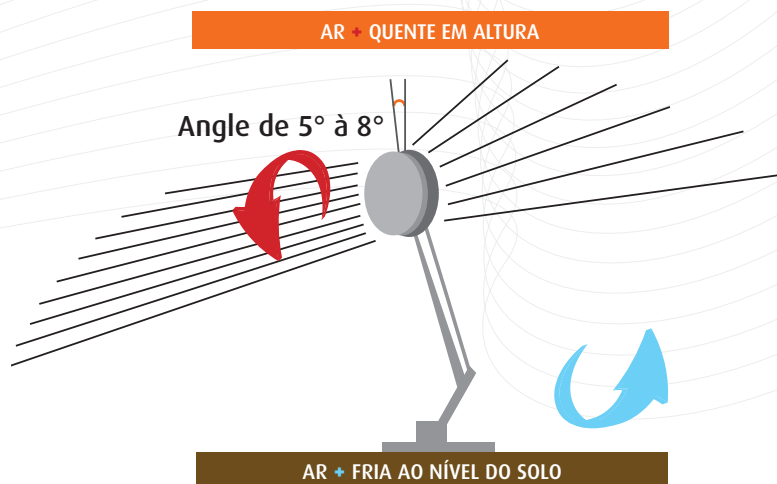 AR + QUENTE EM ALTURA
Angle de 5° à 8°
AR + FRIA AO NÍVEL DO SOLO